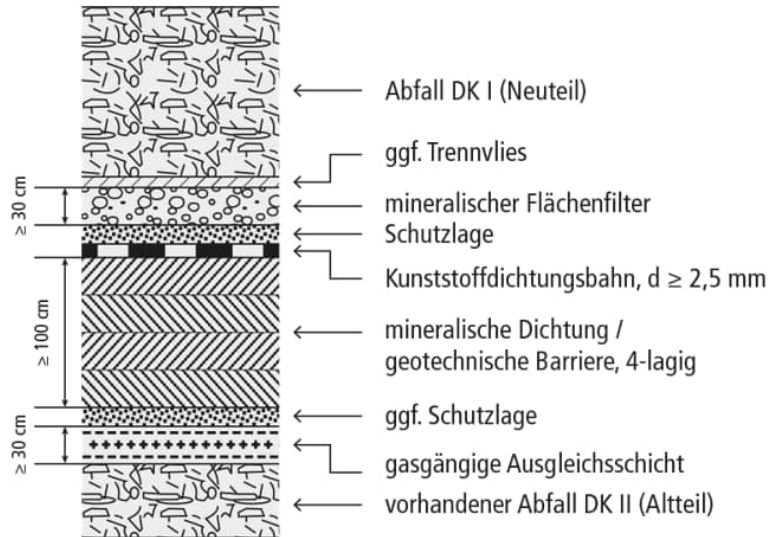 Abfall DK I (Neuteil)
ggf. Trennvlies
≥ 30 cm
mineralischer Flächenfilter
Schutzlage
Kunststoffdichtungsbahn, d ≥ 2,5 mm
≥ 100 cm
mineralische Dichtung /
geotechnische Barriere, 4-lagig
ggf. Schutzlage
≥ 30 cm
gasgängige Ausgleichsschicht
vorhandener Abfall DK II (Altteil)